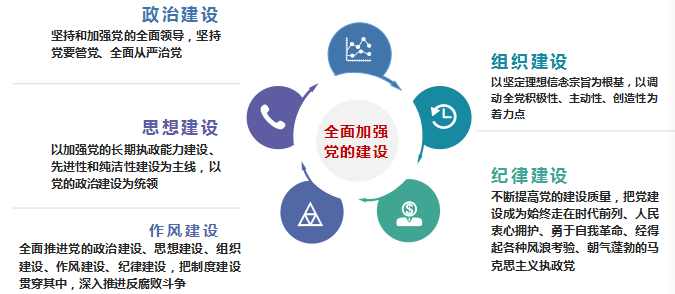 政治建设
坚持和加强党的全面领导，坚持
党要管党、全面从严治党
思想建设
以加强党的长期执政能力建设、
先进性和纯洁性建设为主线，以
党的政治建设为统领
作风建设
全面推进党的政治建设、思想建设、组织
建设、作风建设、纪律建设，把制度建设
贯穿其中，深入推进反腐败斗争
全面加强
党的建设
组织建设
以坚定理想信念宗旨为根基，以调
动全党积极性、主动性、创造性为
着力点
纪律建设
不断提高党的建设质量，把党建
设成为始终走在时代前列、人民
衷心拥护、勇于自我革命、经得
起各种风浪考验、朝气蓬勃的马
克思主义执政党